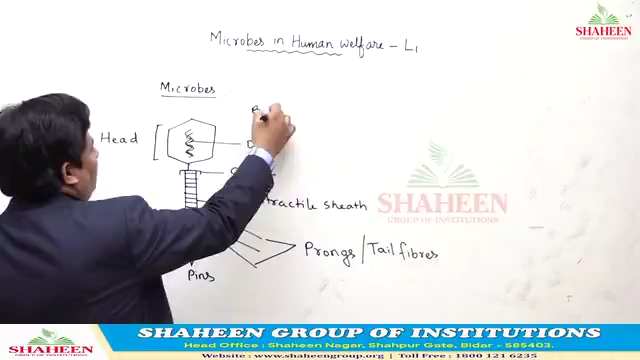 SHAHEEN
GROUP OF INSTITUTIONS
Microbes in Human Welfare - L1
Microbes
Head
SHAHEEN
GROUP OF INSTITUTIONS
tractile sheath
Prongs/Tail fibres
Pins
SHAHEEN GROUP OF INSTITUTIONS
Head Office : Shaheen Nagar, Shahpur Gate, Bidar - 585403.
Website : www.shaheengroup.org | Toll Free : 1800 121 6235